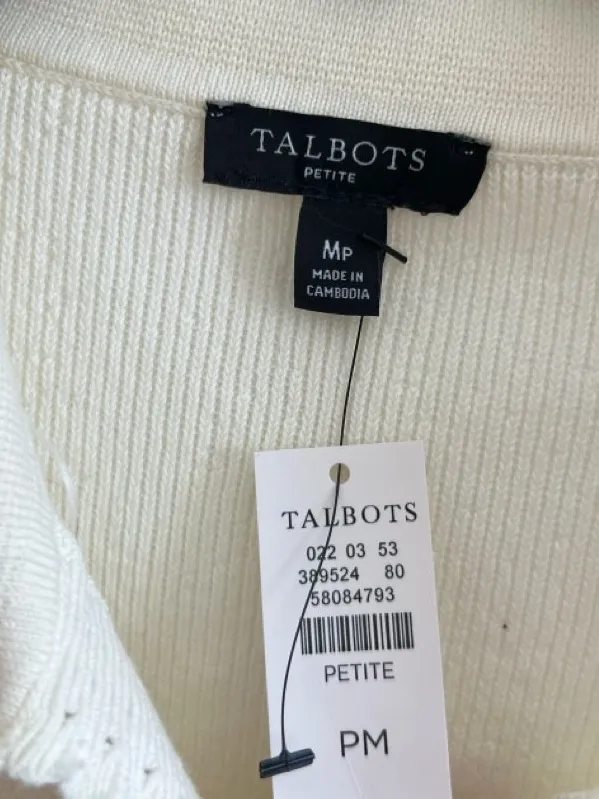 TALBOTS
PETITE
MP
MADE IN
CAMBODIA
TALBOTS
022 03 53
389524 80
58084793
PETITE
PM